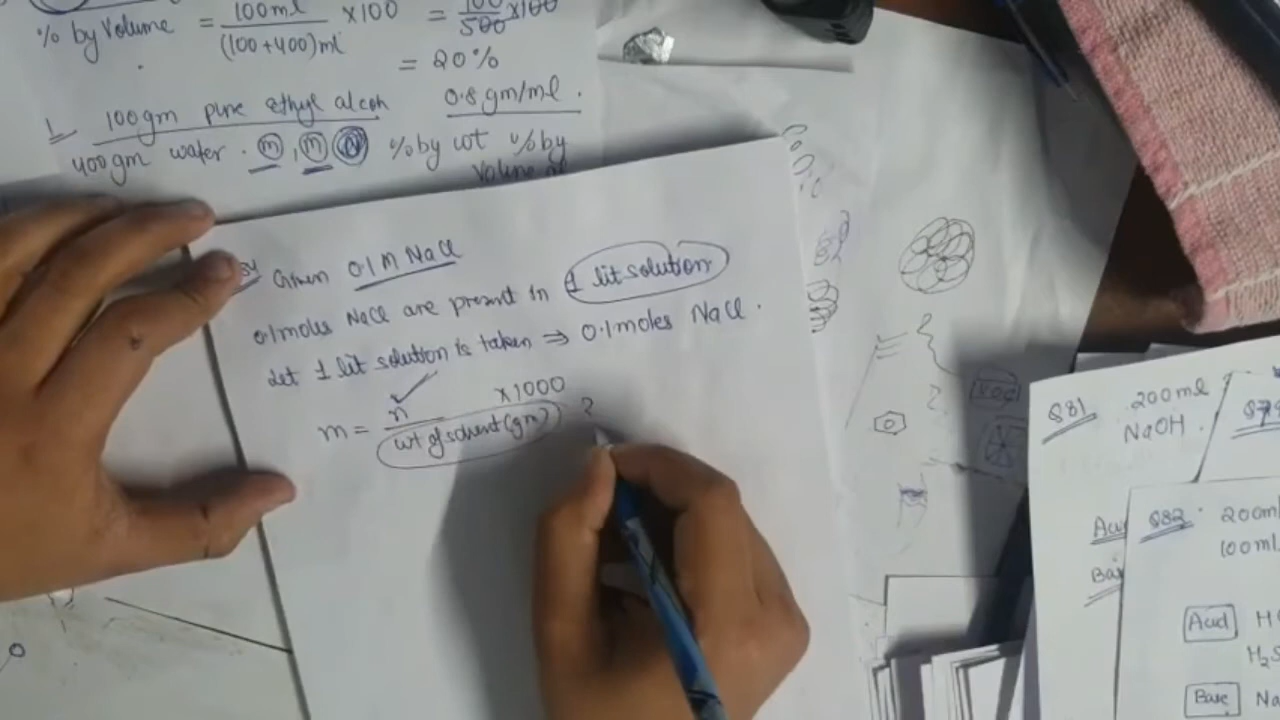 % by Volume = 100ml / (100+400)ml ×100 = 100/500 ×100
= 20%
1 100gm pure ethyl alcoh 0.8 gm/ml.
400gm water. m, m N % by wt % by
Volume of
Given 0.1M NaCl
0.1moles NaCl are present in 1 lit solution
Let 1 lit solution is taken ⇒ 0.1moles NaCl.
m = n / wt of solvent(gm) ×1000 ?
Q81 200ml
NaOH
Q82 200ml
100ml
Acid H
H₂S
Base Na